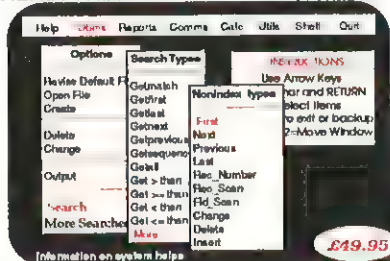 Help Options Reports Comms Calc Utils Shell Quit
Options
Revise Default
Open File
Create
Delete
Change
Output
Search
More Searches
Search Types
Getmatch
Getfirst
Getlast
Getnext
Getprevious
Getsequence
Getall
Get > than
Get >= than
Get < than
Get <= than
More
NonIndex types
First
Next
Previous
Last
Rec_Number
Rec_Scan
Fld_Scan
Change
Delete
Insert
INSTRUCTIONS
Use Arrow Keys
bar and RETURN
select items
to exit or backup
2=Move Window
£49.95
Information on system helps